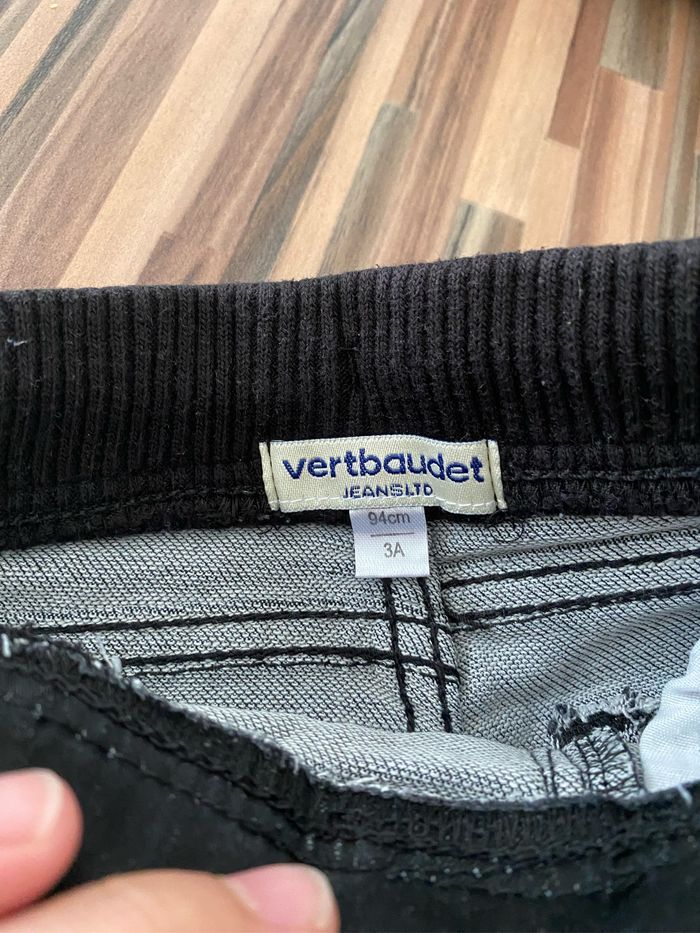 vertbaudet
JEANS LTD
94cm
3A